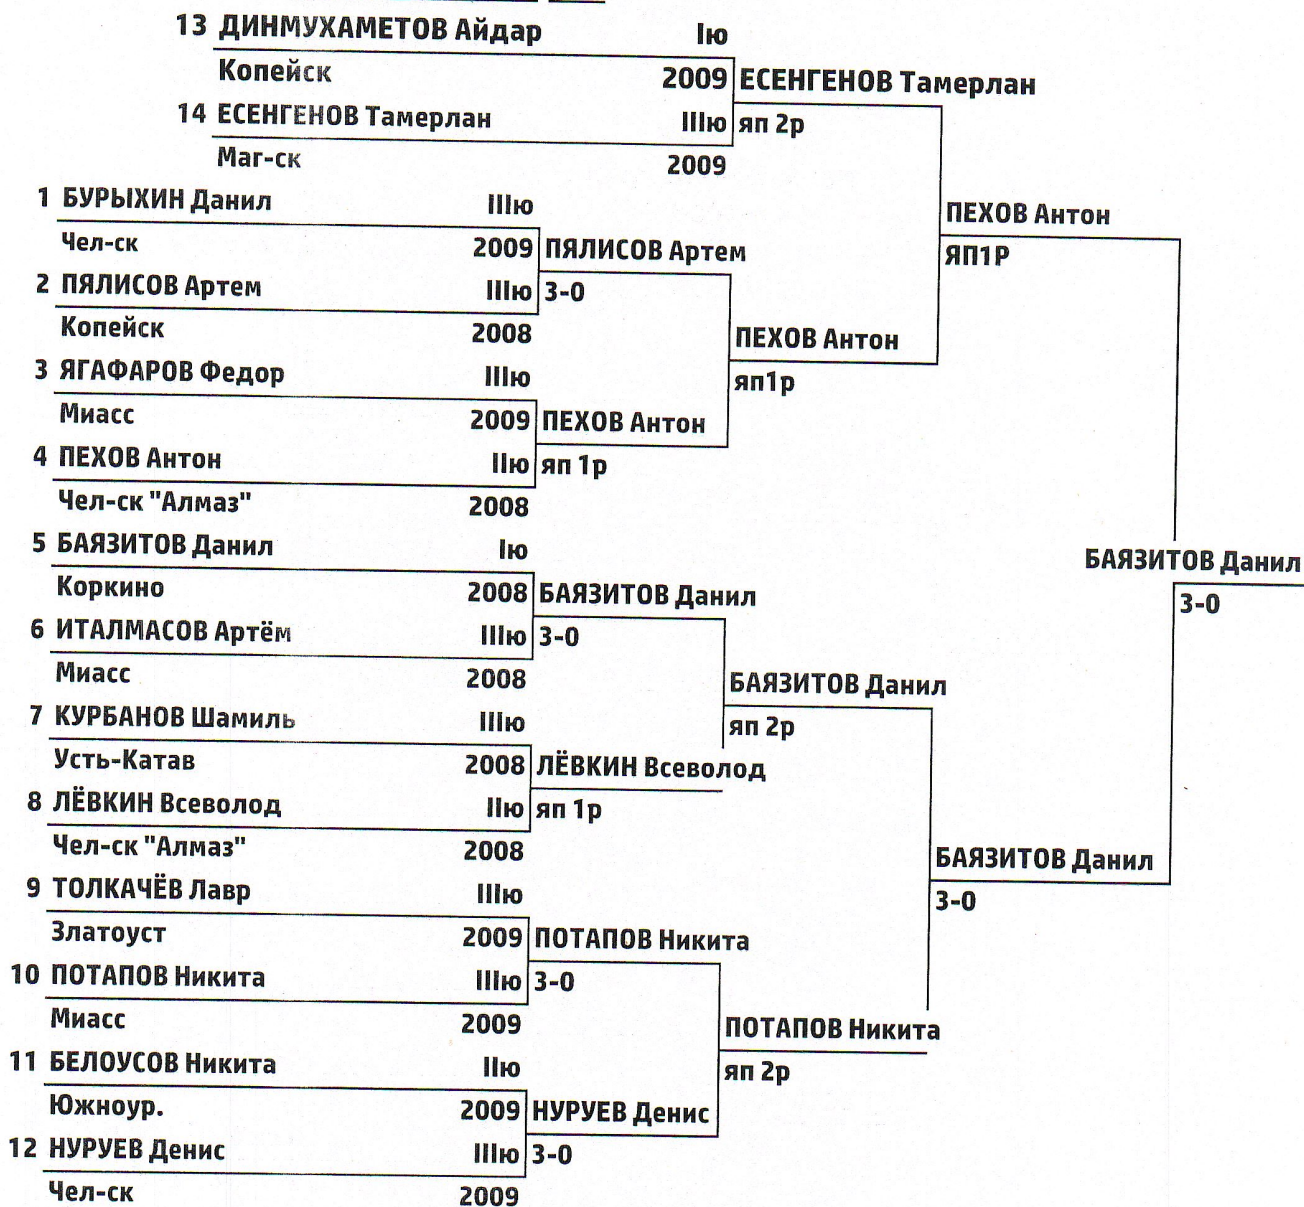 13 ДИНМУХАМЕТОВ Айдар Iю
Копейск 2009 ЕСЕНГЕНОВ Тамерлан
14 ЕСЕНГЕНОВ Тамерлан IIIю яп 2р
Маг-ск 2009
1 БУРЫХИН Данил IIIю ПЕХОВ Антон
Чел-ск 2009 ПЯЛИСОВ Артем ЯП1Р
2 ПЯЛИСОВ Артем IIIю 3-0
Копейск 2008 ПЕХОВ Антон
3 ЯГАФАРОВ Федор IIIю яп1р
Миасс 2009 ПЕХОВ Антон
4 ПЕХОВ Антон IIю яп 1р
Чел-ск "Алмаз" 2008
5 БАЯЗИТОВ Данил Iю БАЯЗИТОВ Данил
Коркино 2008 БАЯЗИТОВ Данил 3-0
6 ИТАЛМАСОВ Артём IIIю 3-0
Миасс 2008 БАЯЗИТОВ Данил
7 КУРБАНОВ Шамиль IIIю яп 2р
Усть-Катав 2008 ЛЁВКИН Всеволод
8 ЛЁВКИН Всеволод IIю яп 1р
Чел-ск "Алмаз" 2008 БАЯЗИТОВ Данил
9 ТОЛКАЧЁВ Лавр IIIю 3-0
Златоуст 2009 ПОТАПОВ Никита
10 ПОТАПОВ Никита IIIю 3-0
Миасс 2009 ПОТАПОВ Никита
11 БЕЛОУСОВ Никита IIю яп 2р
Южноур. 2009 НУРУЕВ Денис
12 НУРУЕВ Денис IIIю 3-0
Чел-ск 2009